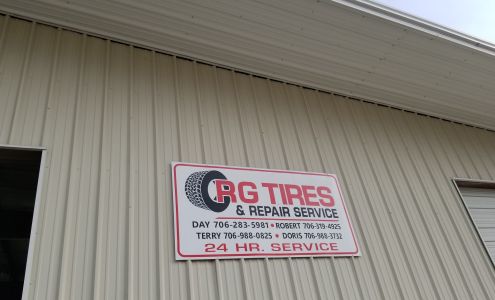 RG TIRES
& REPAIR SERVICE
DAY 706-283-5981 • ROBERT 706-319-4925
TERRY 706-988-0825 • DORIS 706-988-3732
24 HR. SERVICE